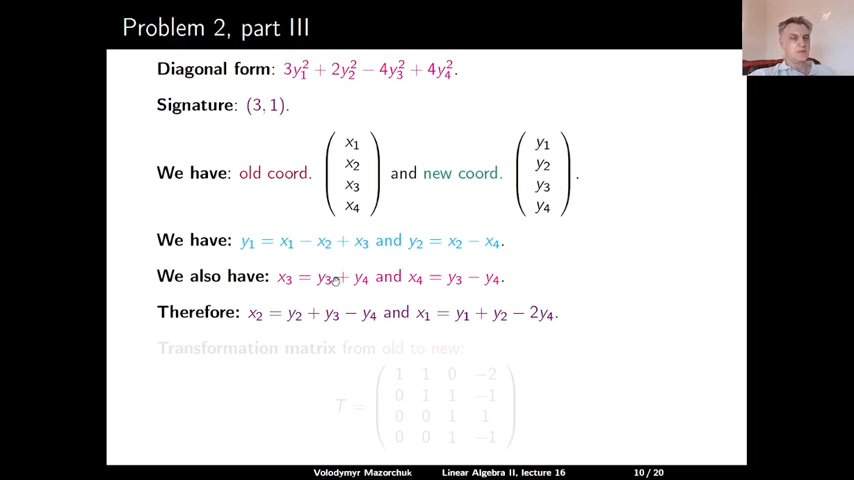 Problem 2, part III
Diagonal form: 3y₁² + 2y₂² − 4y₃² + 4y₄².
Signature: (3, 1).
We have: old coord. ( x₁ x₂ x₃ x₄ ) and new coord. ( y₁ y₂ y₃ y₄ ).
We have: y₁ = x₁ − x₂ + x₃ and y₂ = x₂ − x₄.
We also have: x₃ = y₃ + y₄ and x₄ = y₃ − y₄.
Therefore: x₂ = y₂ + y₃ − y₄ and x₁ = y₁ + y₂ − 2y₄.
Transformation matrix from old to new:
1 1 0 −2
0 1 1 −1
T =
0 0 1 1
0 0 1 −1
Volodymyr Mazorchuk Linear Algebra II, lecture 16 10 / 20